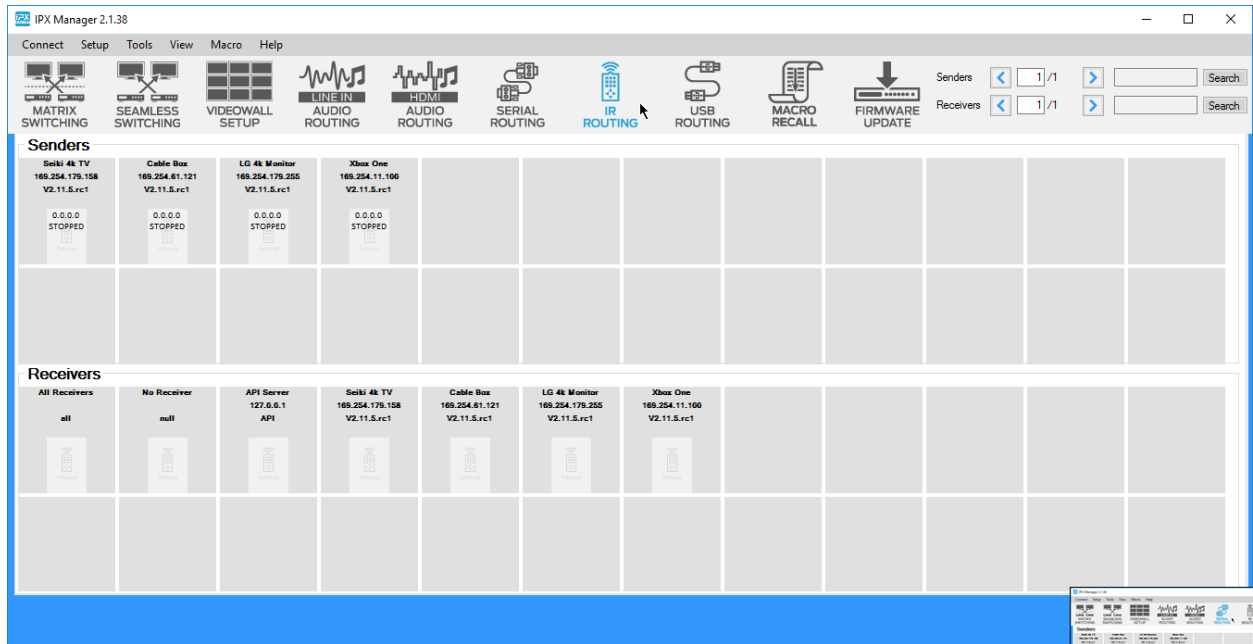 IPX Manager 2.1.38
Connect Setup Tools View Macro Help
MATRIX SWITCHING
SEAMLESS SWITCHING
VIDEOWALL SETUP
LINE IN AUDIO ROUTING
HDMI AUDIO ROUTING
SERIAL ROUTING
IR ROUTING
USB ROUTING
MACRO RECALL
FIRMWARE UPDATE
Senders 1 /1 Search
Receivers 1 /1 Search
Senders
Seiki 4k TV Cable Box LG 4k Monitor Xbox One
169.254.179.158 169.254.61.121 169.254.179.255 169.254.11.100
V2.11.5.rc1 V2.11.5.rc1 V2.11.5.rc1 V2.11.5.rc1
0.0.0.0 0.0.0.0 0.0.0.0 0.0.0.0
STOPPED STOPPED STOPPED STOPPED
Receivers
All Receivers No Receiver API Server Seiki 4k TV Cable Box LG 4k Monitor Xbox One
127.0.0.1 169.254.179.158 169.254.61.121 169.254.179.255 169.254.11.100
all null API V2.11.5.rc1 V2.11.5.rc1 V2.11.5.rc1 V2.11.5.rc1